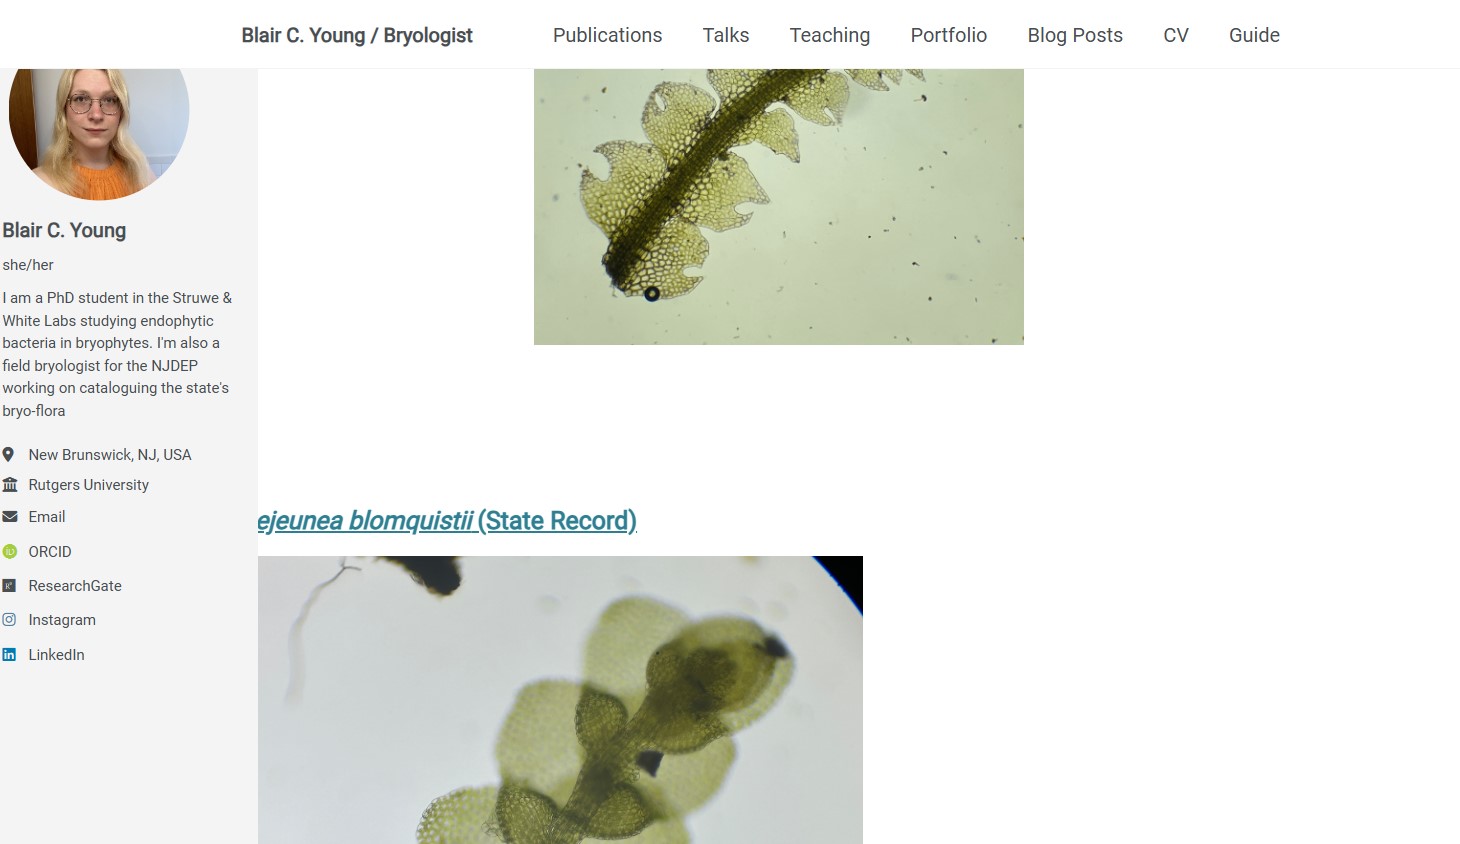 Blair C. Young / Bryologist
Publications
Talks
Teaching
Portfolio
Blog Posts
CV
Guide
Blair C. Young
she/her
I am a PhD student in the Struwe &
White Labs studying endophytic
bacteria in bryophytes. I'm also a
field bryologist for the NJDEP
working on cataloguing the state's
bryo-flora
New Brunswick, NJ, USA
Rutgers University
Email
ORCID
ResearchGate
Instagram
LinkedIn
ejeunea blomquistii (State Record)